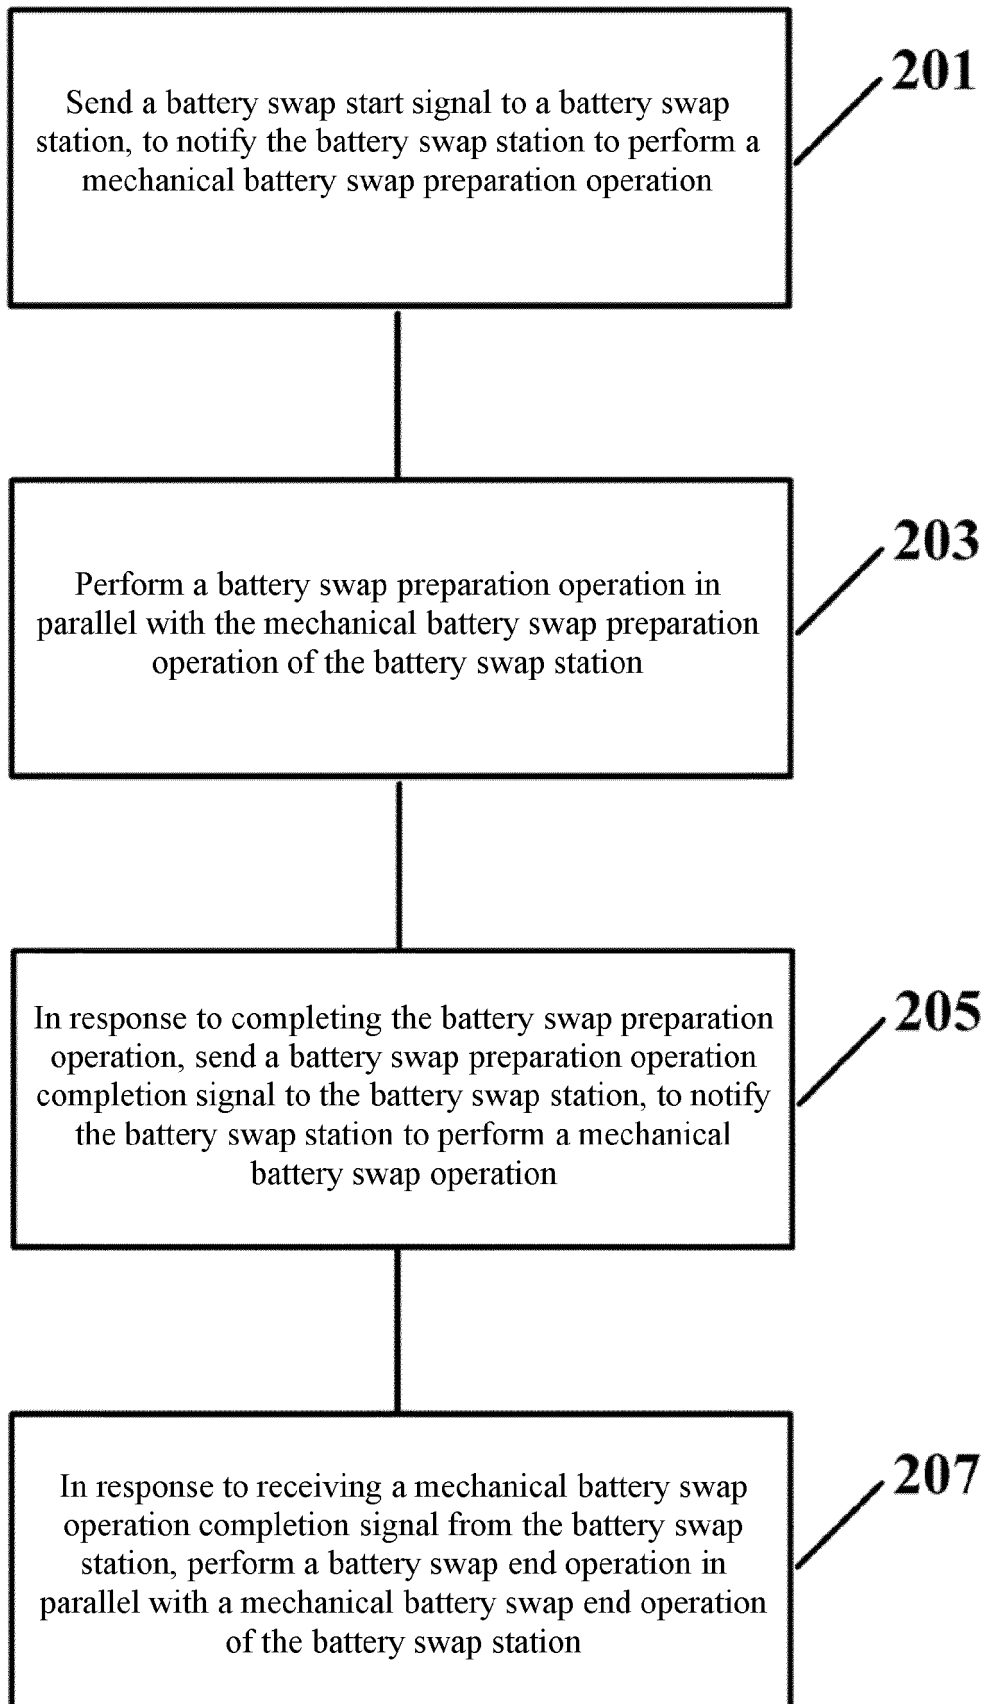 Send a battery swap start signal to a battery swap
station, to notify the battery swap station to perform a
mechanical battery swap preparation operation
201
Perform a battery swap preparation operation in
parallel with the mechanical battery swap preparation
operation of the battery swap station
203
In response to completing the battery swap preparation
operation, send a battery swap preparation operation
completion signal to the battery swap station, to notify
the battery swap station to perform a mechanical
battery swap operation
205
In response to receiving a mechanical battery swap
operation completion signal from the battery swap
station, perform a battery swap end operation in
parallel with a mechanical battery swap end operation
of the battery swap station
207